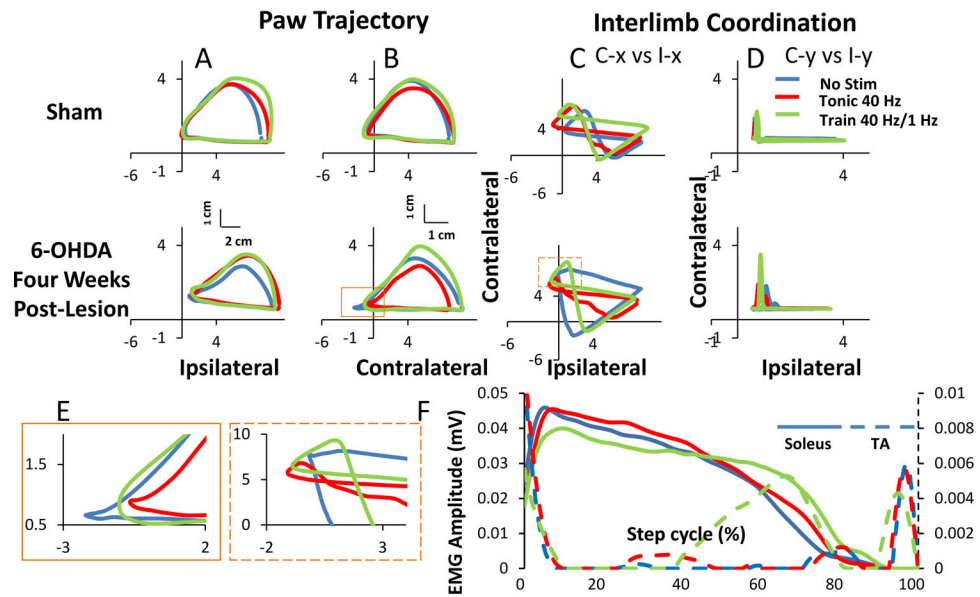 Paw Trajectory
Interlimb Coordination
A
B
C
C-x vs I-x
D
C-y vs I-y
Sham
No Stim
Tonic 40 Hz
Train 40 Hz/1 Hz
4
4
4
4
-1
-1
-6
-1
-6
4
-6
4
-6
4
-1
4
1 cm
2 cm
1 cm
1 cm
Contralateral
Contralateral
6-OHDA
Four Weeks
Post-Lesion
4
4
4
4
-1
-1
-6
-1
-6
4
-6
4
-6
4
-1
4
Ipsilateral
Contralateral
Ipsilateral
Ipsilateral
E
F
1.5
0.5
-3
2
10
5
0
-2
3
EMG Amplitude (mV)
0.05
0.04
0.03
0.02
0.01
0
0.01
0.008
0.006
0.004
0.002
0
Soleus
TA
Step cycle (%)
0
20
40
60
80
100